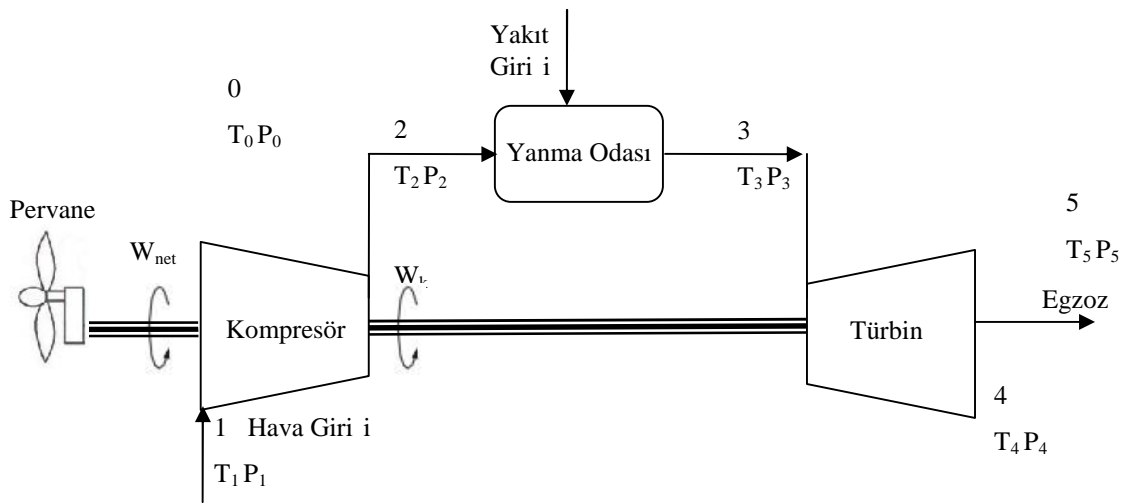 Yakıt
Giri i
0
T₀ P₀
2
T₂ P₂
Yanma Odası
3
T₃ P₃
Pervane
Wnet
Kompresör
Türbin
5
T₅ P₅
Egzoz
1 Hava Giri i
T₁ P₁
4
T₄ P₄